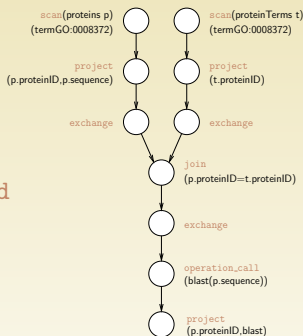 scan(proteins p)
(termGO:0008372)
scan(proteinTerms t)
(termGO:0008372)
project
(p.proteinID,p.sequence)
project
(t.proteinID)
exchange
exchange
join
(p.proteinID=t.proteinID)
d
exchange
operation_call
(blast(p.sequence))
project
(p.proteinID,blast)